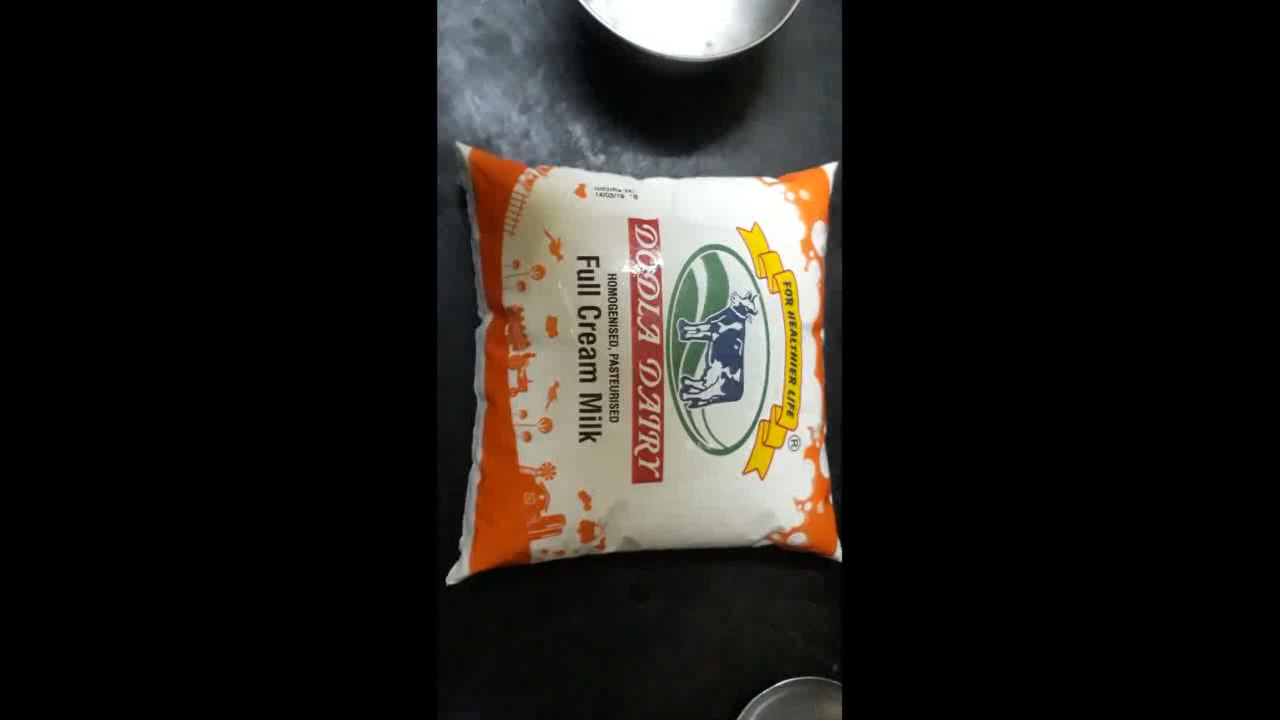 FOR HEALTHIER LIFE
®
DODLA DAIRY
HOMOGENISED, PASTEURISED
Full Cream Milk